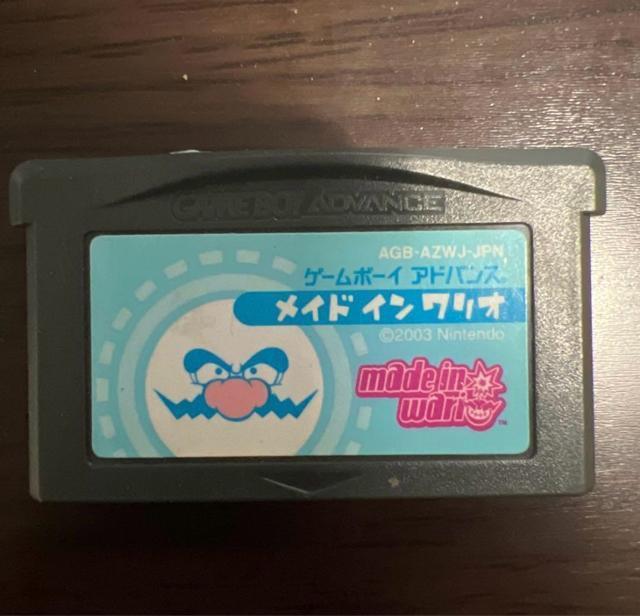 GAME BOY ADVANCE
AGB-AZWJ-JPN
ゲームボーイ アドバンス
メイド イン ワリオ
©2003 Nintendo
made in
wario
™